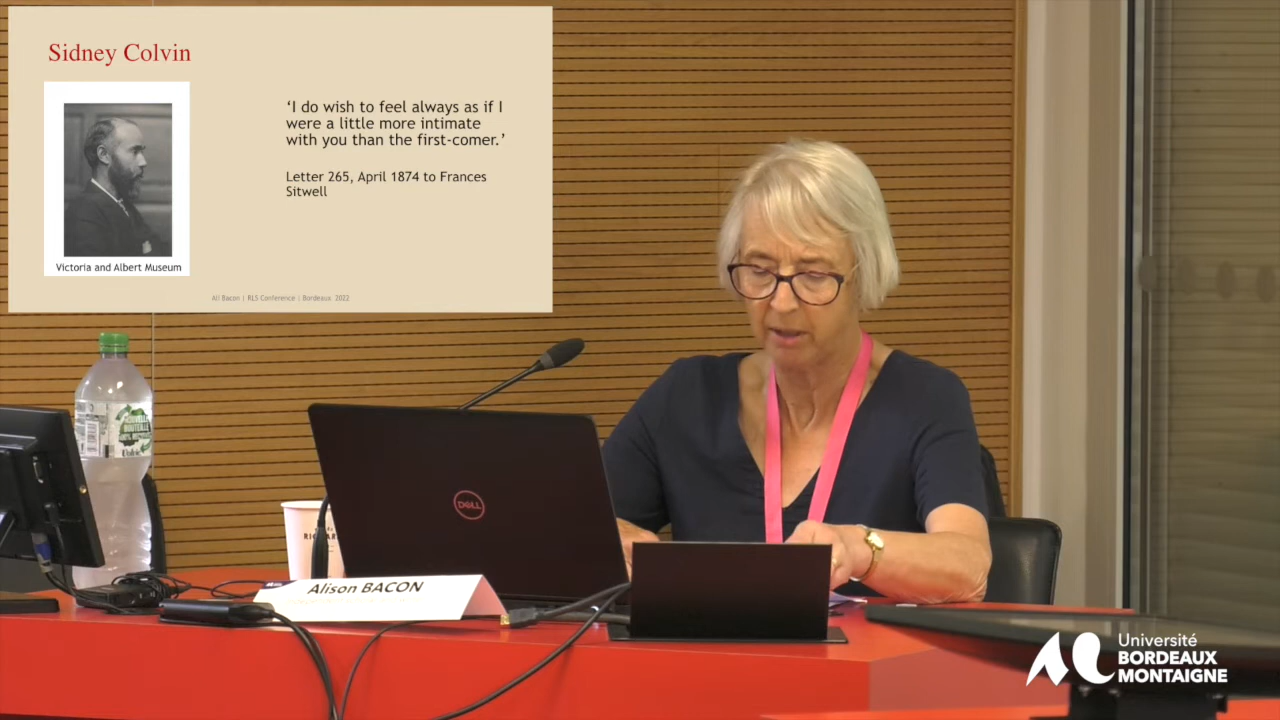 Sidney Colvin
‘I do wish to feel always as if I
were a little more intimate
with you than the first-comer.’
Letter 265, April 1874 to Frances
Sitwell
Victoria and Albert Museum
Ali Bacon | RLS Conference | Bordeaux, 2022
DELL
Alison BACON
Université
BORDEAUX
MONTAIGNE